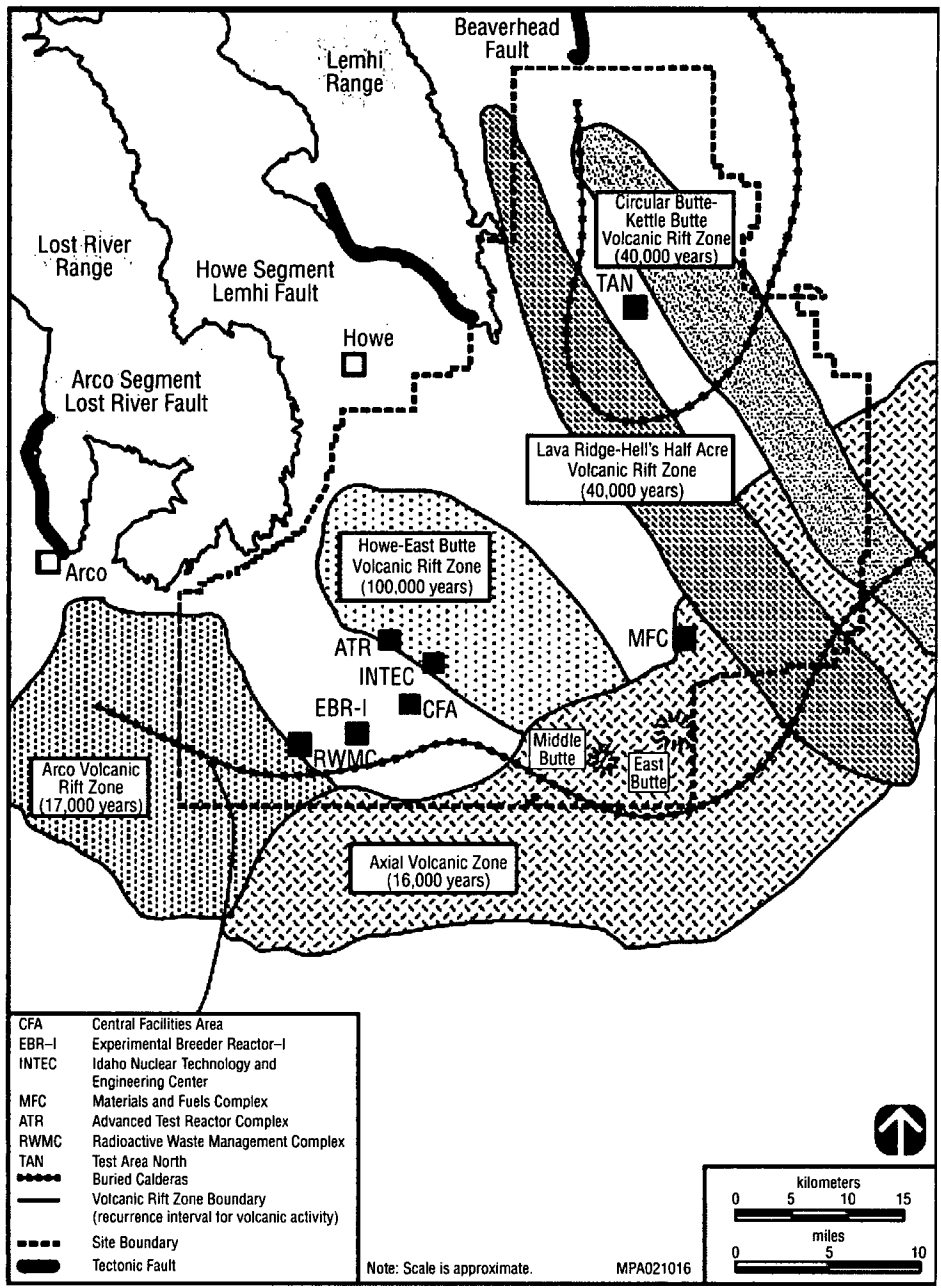 Beaverhead
Fault
Lemhi
Range
Circular Butte-
Kettle Butte
Volcanic Rift Zone
(40,000 years)
Lost River
Range
Howe Segment
Lemhi Fault
TAN
Howe
Arco Segment
Lost River Fault
Lava Ridge-Hell's Half Acre
Volcanic Rift Zone
(40,000 years)
Howe-East Butte
Volcanic Rift Zone
(100,000 years)
Arco
ATR
MFC
INTEC
EBR-I
CFA
RWMC
Middle
Butte
East
Butte
Arco Volcanic
Rift Zone
(17,000 years)
Axial Volcanic Zone
(16,000 years)
CFA Central Facilities Area
EBR–I Experimental Breeder Reactor–I
INTEC Idaho Nuclear Technology and
Engineering Center
MFC Materials and Fuels Complex
ATR Advanced Test Reactor Complex
RWMC Radioactive Waste Management Complex
TAN Test Area North
Buried Calderas
Volcanic Rift Zone Boundary
(recurrence interval for volcanic activity)
Site Boundary
Tectonic Fault
Note: Scale is approximate.
MPA021016
kilometers
0 5 10 15
miles
0 5 10